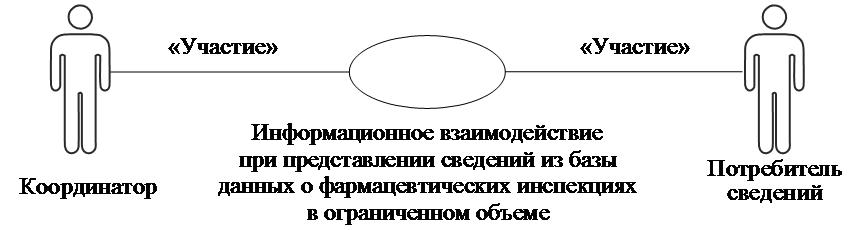 «Участие»
«Участие»
Информационное взаимодействие
при представлении сведений из базы
данных о фармацевтических инспекциях
в ограниченном объеме
Координатор
Потребитель
сведений